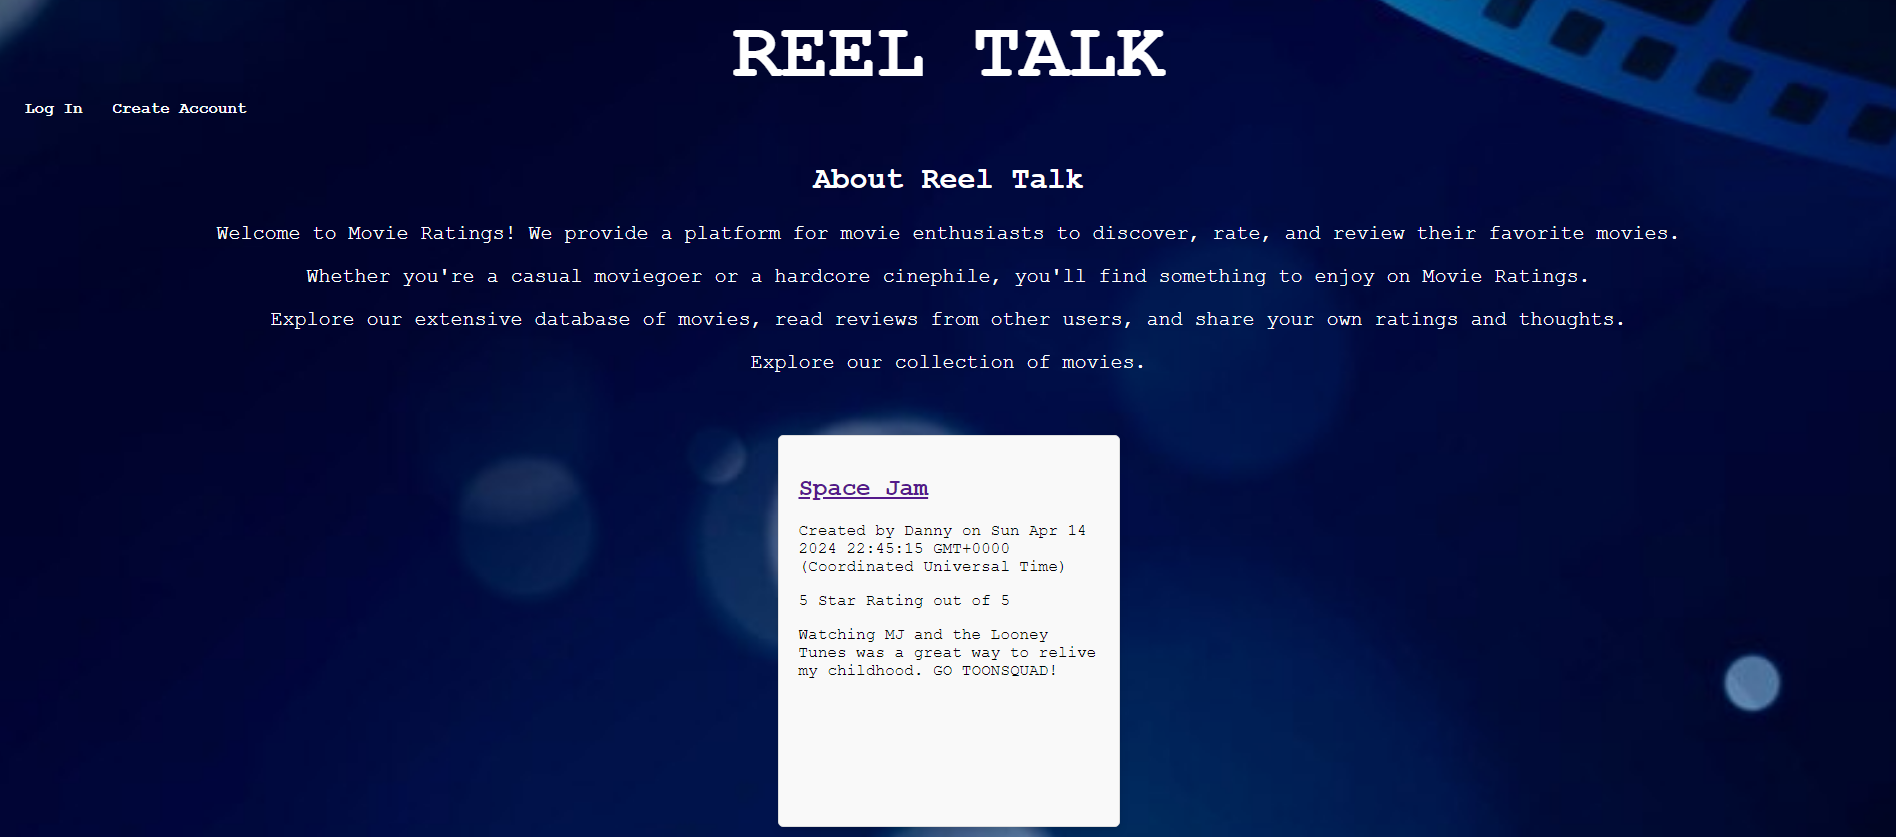 REEL TALK
Log In Create Account
About Reel Talk
Welcome to Movie Ratings! We provide a platform for movie enthusiasts to discover, rate, and review their favorite movies.
Whether you're a casual moviegoer or a hardcore cinephile, you'll find something to enjoy on Movie Ratings.
Explore our extensive database of movies, read reviews from other users, and share your own ratings and thoughts.
Explore our collection of movies.
Space Jam
Created by Danny on Sun Apr 14
2024 22:45:15 GMT+0000
(Coordinated Universal Time)
5 Star Rating out of 5
Watching MJ and the Looney
Tunes was a great way to relive
my childhood. GO TOONSQUAD!